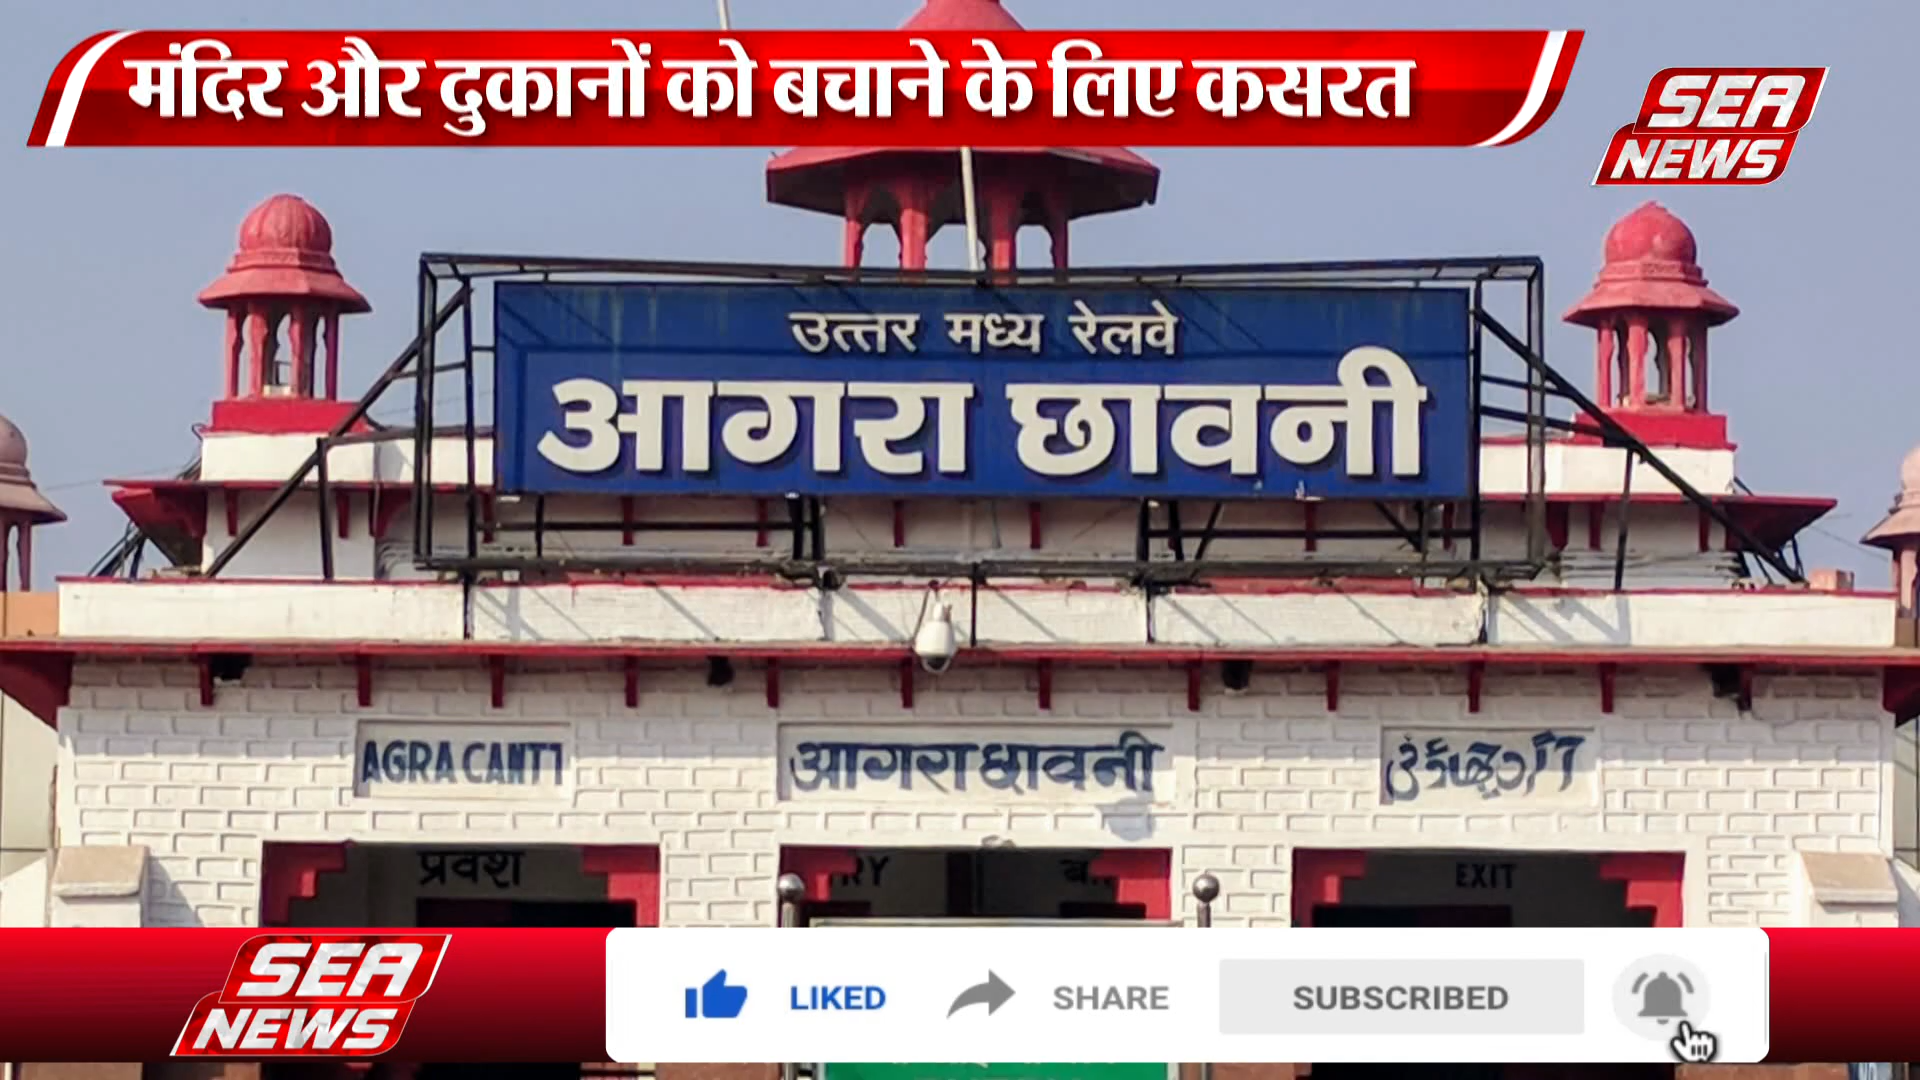 मंदिर और दुकानों को बचाने के लिए कसरत
SEA
NEWS
उत्तर मध्य रेलवे
आगरा छावनी
AGRA CANTT
आगरा छावनी
प्रवेश
EXIT
SEA
NEWS
LIKED
SHARE
SUBSCRIBED